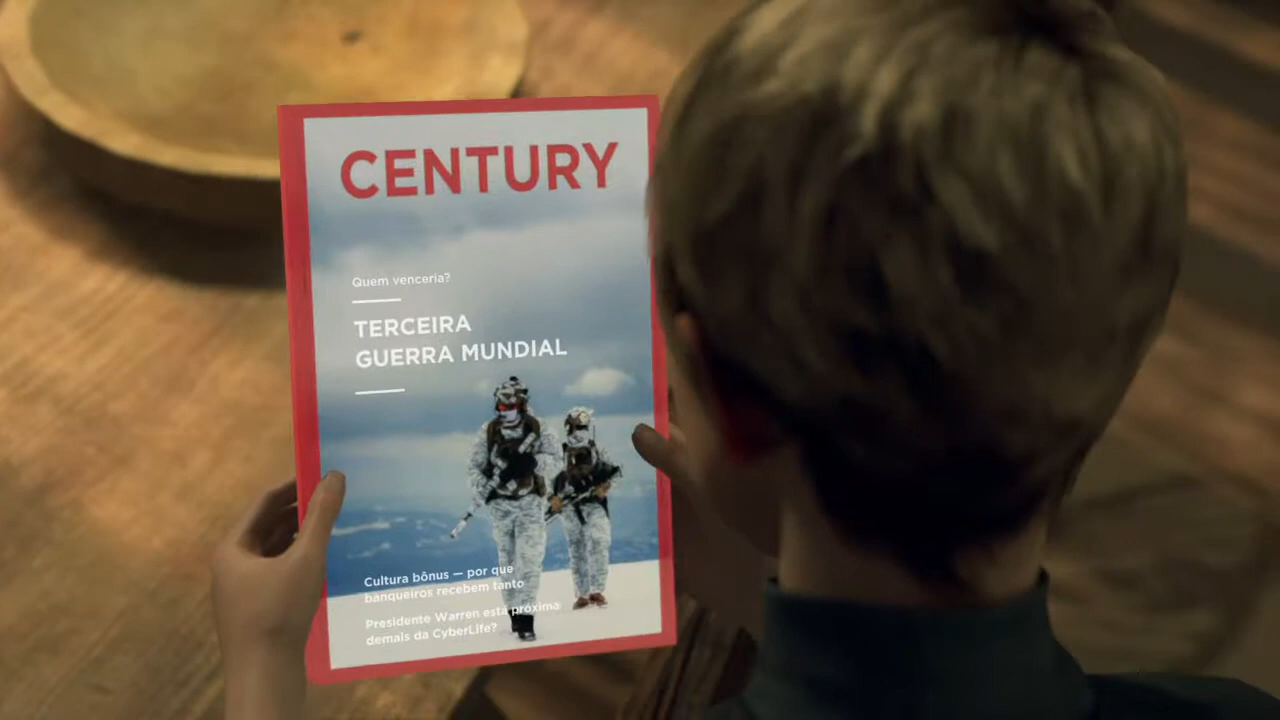 CENTURY
Quem venceria?
TERCEIRA
GUERRA MUNDIAL
Cultura bônus — por que
banqueiros recebem tanto
Presidente Warren está próxima
demais da CyberLife?